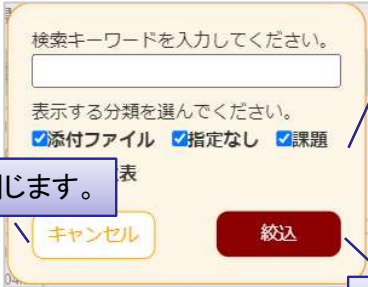 検索キーワードを入力してください。
表示する分類を選んでください。
添付ファイル 指定なし 課題
表
じます。
キャンセル 絞込